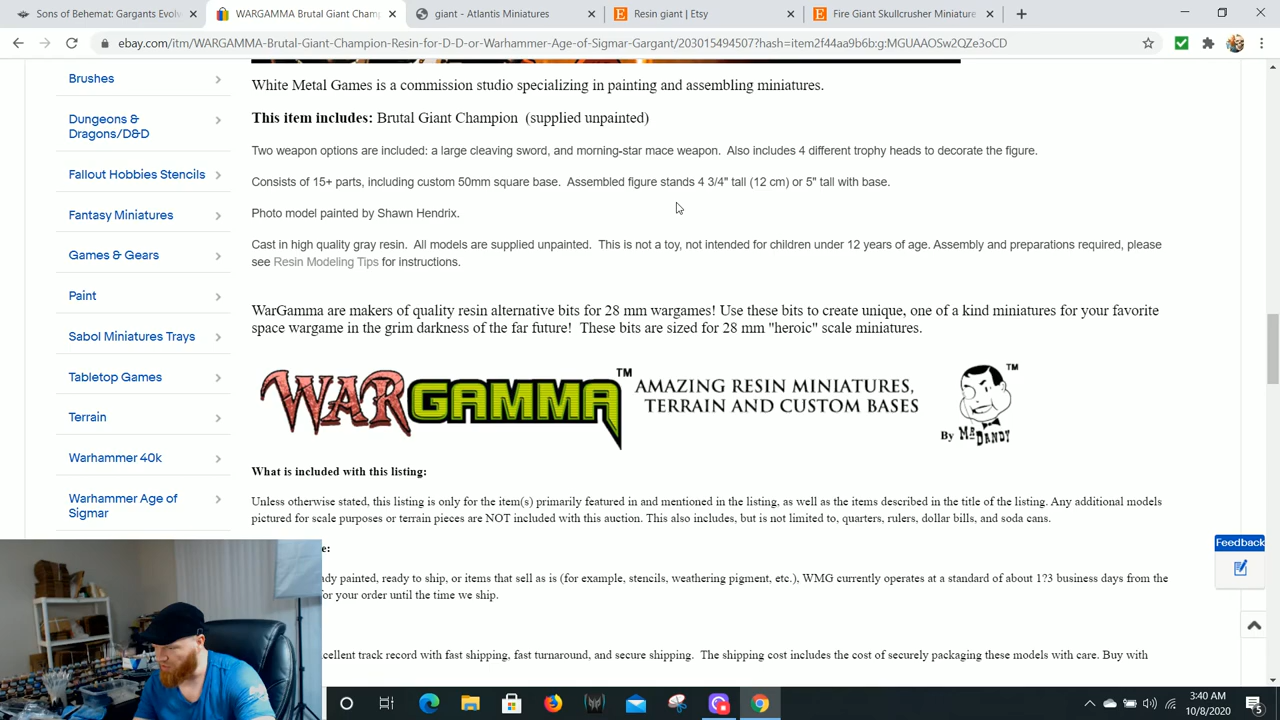 Sons of Behemat: Gargants Evolv
WARGAMMA Brutal Giant Cham
giant - Atlantis Miniatures
Resin giant | Etsy
Fire Giant Skullcrusher Miniature
ebay.com/itm/WARGAMMA-Brutal-Giant-Champion-Resin-for-D-D-or-Warhammer-Age-of-Sigmar-Gargant/203015494507?hash=item2f44aa9b6b:g:MGUAAOSw2QZe3oCD
Brushes
Dungeons &
Dragons/D&D
Fallout Hobbies Stencils
Fantasy Miniatures
Games & Gears
Paint
Sabol Miniatures Trays
Tabletop Games
Terrain
Warhammer 40k
Warhammer Age of
Sigmar
White Metal Games is a commission studio specializing in painting and assembling miniatures.
This item includes: Brutal Giant Champion (supplied unpainted)
Two weapon options are included: a large cleaving sword, and morning-star mace weapon. Also includes 4 different trophy heads to decorate the figure.
Consists of 15+ parts, including custom 50mm square base. Assembled figure stands 4 3/4" tall (12 cm) or 5" tall with base.
Photo model painted by Shawn Hendrix.
Cast in high quality gray resin. All models are supplied unpainted. This is not a toy, not intended for children under 12 years of age. Assembly and preparations required, please
see Resin Modeling Tips for instructions.
WarGamma are makers of quality resin alternative bits for 28 mm wargames! Use these bits to create unique, one of a kind miniatures for your favorite
space wargame in the grim darkness of the far future! These bits are sized for 28 mm "heroic" scale miniatures.
WARGAMMA™
AMAZING RESIN MINIATURES,
TERRAIN AND CUSTOM BASES
™
By MR DANDY
What is included with this listing:
Unless otherwise stated, this listing is only for the item(s) primarily featured in and mentioned in the listing, as well as the items described in the title of the listing. Any additional models
pictured for scale purposes or terrain pieces are NOT included with this auction. This also includes, but is not limited to, quarters, rulers, dollar bills, and soda cans.
e:
dy painted, ready to ship, or items that sell as is (for example, stencils, weathering pigment, etc.), WMG currently operates at a standard of about 1?3 business days from the
for your order until the time we ship.
xcellent track record with fast shipping, fast turnaround, and secure shipping. The shipping cost includes the cost of securely packaging these models with care. Buy with
Feedback
3:40 AM
10/8/2020
5